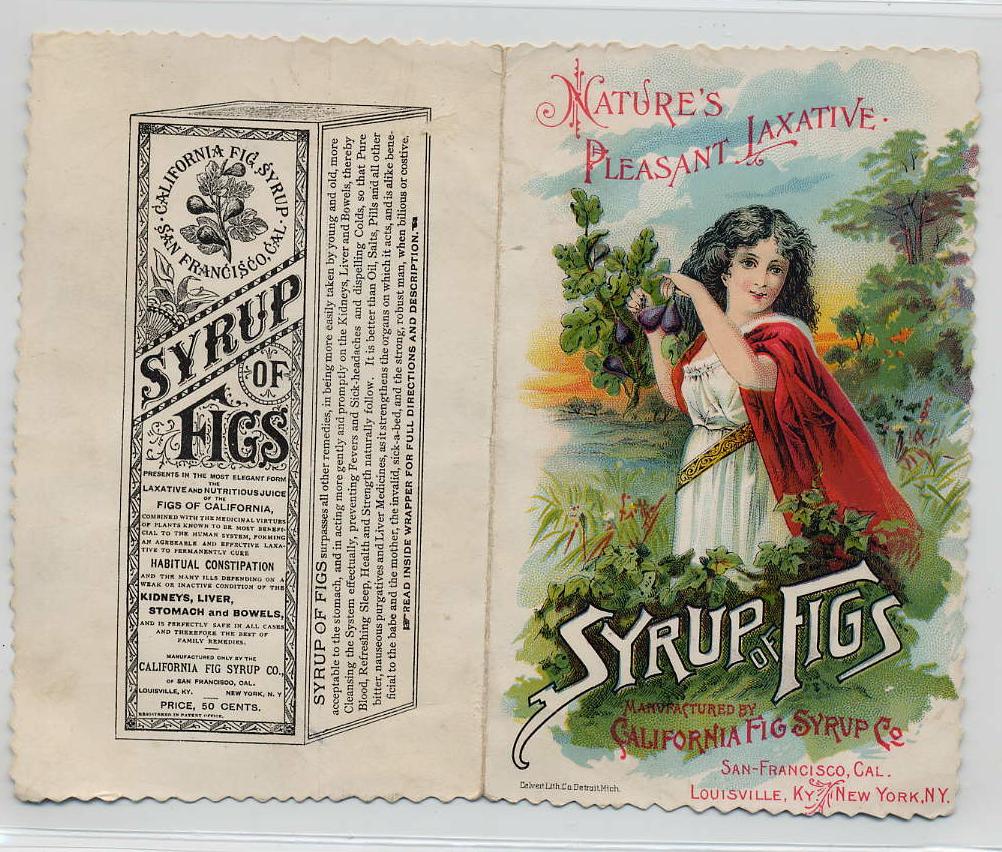 CALIFORNIA FIG SYRUP
· SAN FRANCISCO, CAL ·
SYRUP
OF
FIGS
PRESENTS IN THE MOST ELEGANT FORM
THE
LAXATIVE AND NUTRITIOUS JUICE
OF THE
FIGS OF CALIFORNIA,
COMBINED WITH THE MEDICINAL VIRTUES
OF PLANTS KNOWN TO BE MOST BENEFI-
CIAL TO THE HUMAN SYSTEM, FORMING
AN AGREEABLE AND EFFECTIVE LAXA-
TIVE TO PERMANENTLY CURE
HABITUAL CONSTIPATION
AND THE MANY ILLS DEPENDING ON A
WEAK OR INACTIVE CONDITION OF THE
KIDNEYS, LIVER,
STOMACH and BOWELS,
AND IS PERFECTLY SAFE IN ALL CASES
AND THEREFORE THE BEST OF
FAMILY REMEDIES.
MANUFACTURED ONLY BY THE
CALIFORNIA FIG SYRUP CO.,
OF SAN FRANCISCO, CAL.
LOUISVILLE, KY. NEW YORK, N. Y
PRICE, 50 CENTS.
REGISTERED IN PATENT OFFICE.
SYRUP OF FIGS surpasses all other remedies, in being more easily taken by young and old, more
acceptable to the stomach, and in acting more gently and promptly on the Kidneys, Liver and Bowels, thereby
Cleansing the System effectually, preventing Fevers and Sick-headaches and dispelling Colds, so that Pure
Blood, Refreshing Sleep, Health and Strength naturally follow. It is better than Oil, Salts, Pills and all other
bitter, nauseous purgatives and Liver Medicines, as it strengthens the organs on which it acts, and is alike bene-
ficial to the babe and the mother, the invalid, sick-a-bed, and the strong, robust man, when bilious or costive.
☞ READ INSIDE WRAPPER FOR FULL DIRECTIONS AND DESCRIPTION. ☜
NATURE'S
PLEASANT LAXATIVE.
SYRUP OF FIGS
MANUFACTURED BY
CALIFORNIA FIG SYRUP Co
SAN-FRANCISCO, CAL.
LOUISVILLE, KY. NEW YORK, N.Y.
Calvert Lith. Co. Detroit, Mich.